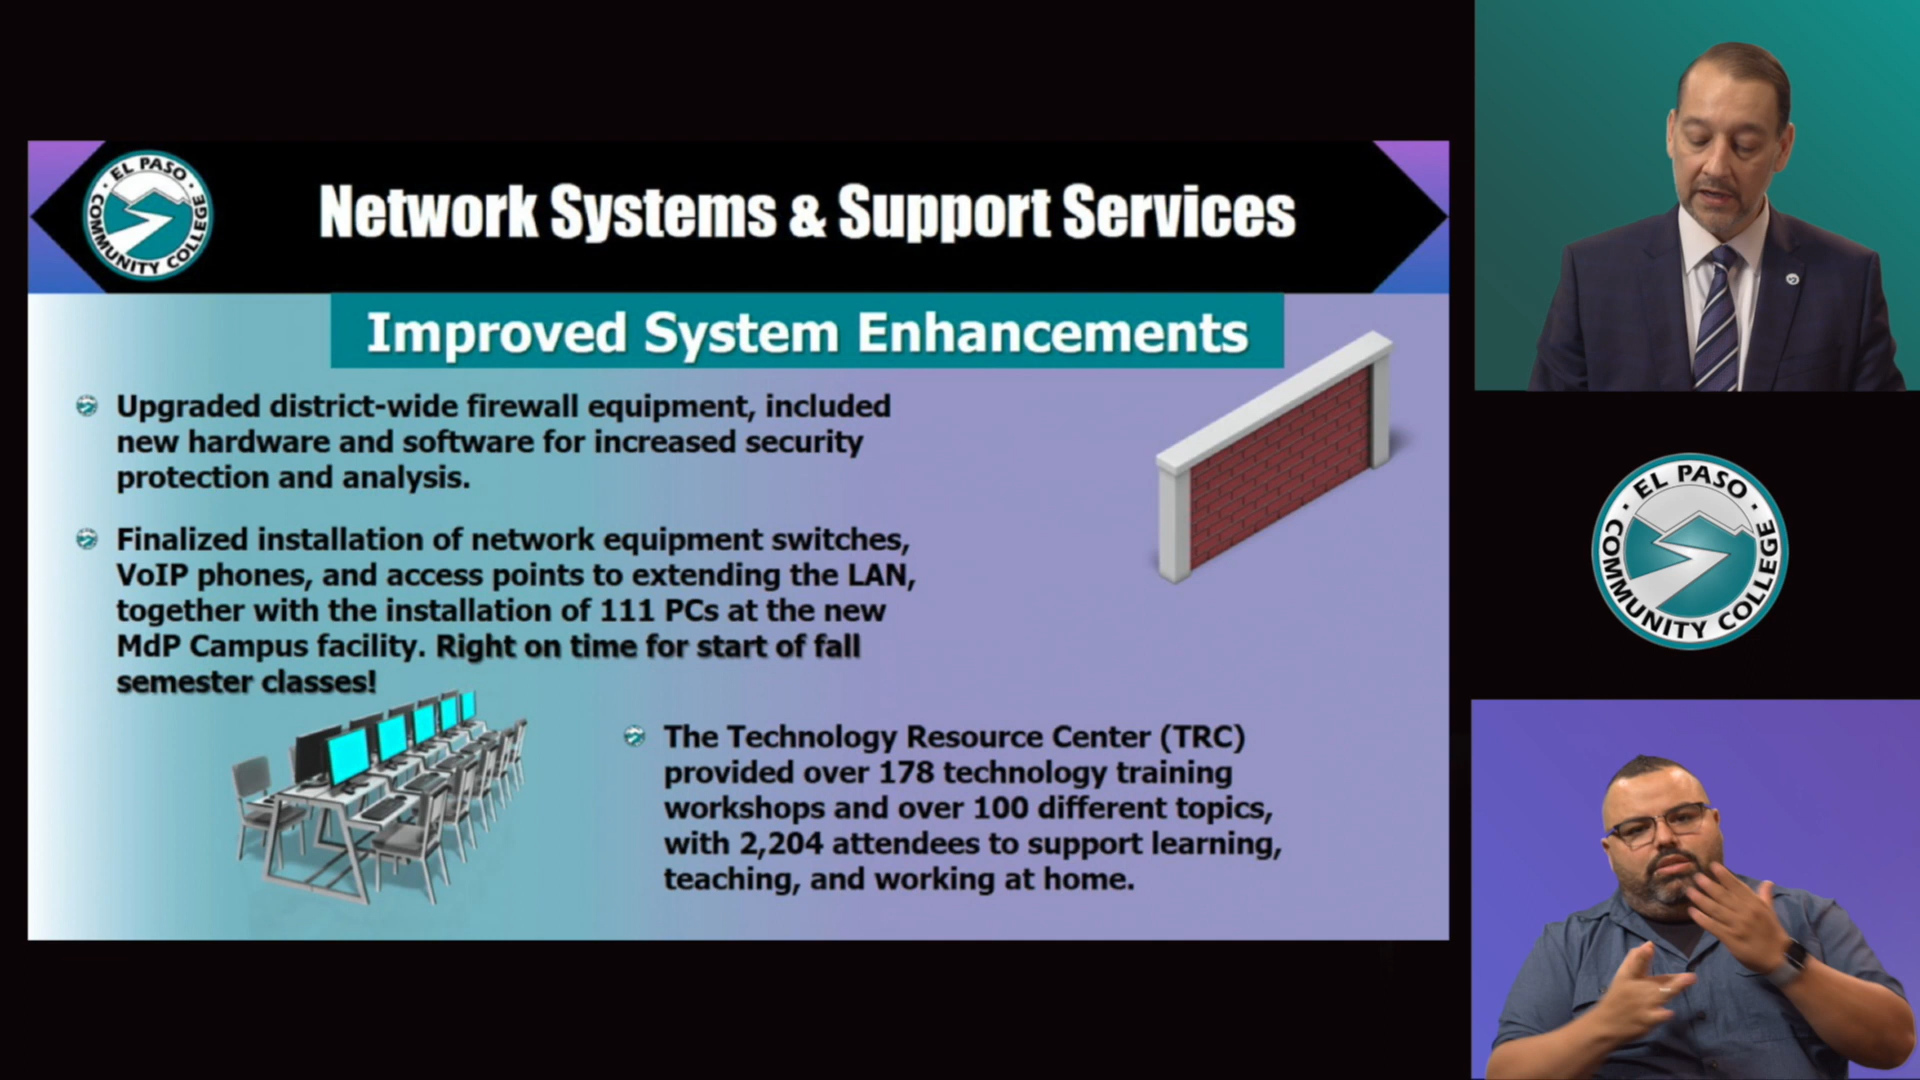 EL PASO
COMMUNITY COLLEGE
Network Systems & Support Services
Improved System Enhancements
Upgraded district-wide firewall equipment, included
new hardware and software for increased security
protection and analysis.
Finalized installation of network equipment switches,
VoIP phones, and access points to extending the LAN,
together with the installation of 111 PCs at the new
MdP Campus facility. Right on time for start of fall
semester classes!
The Technology Resource Center (TRC)
provided over 178 technology training
workshops and over 100 different topics,
with 2,204 attendees to support learning,
teaching, and working at home.
EL PASO
COMMUNITY COLLEGE